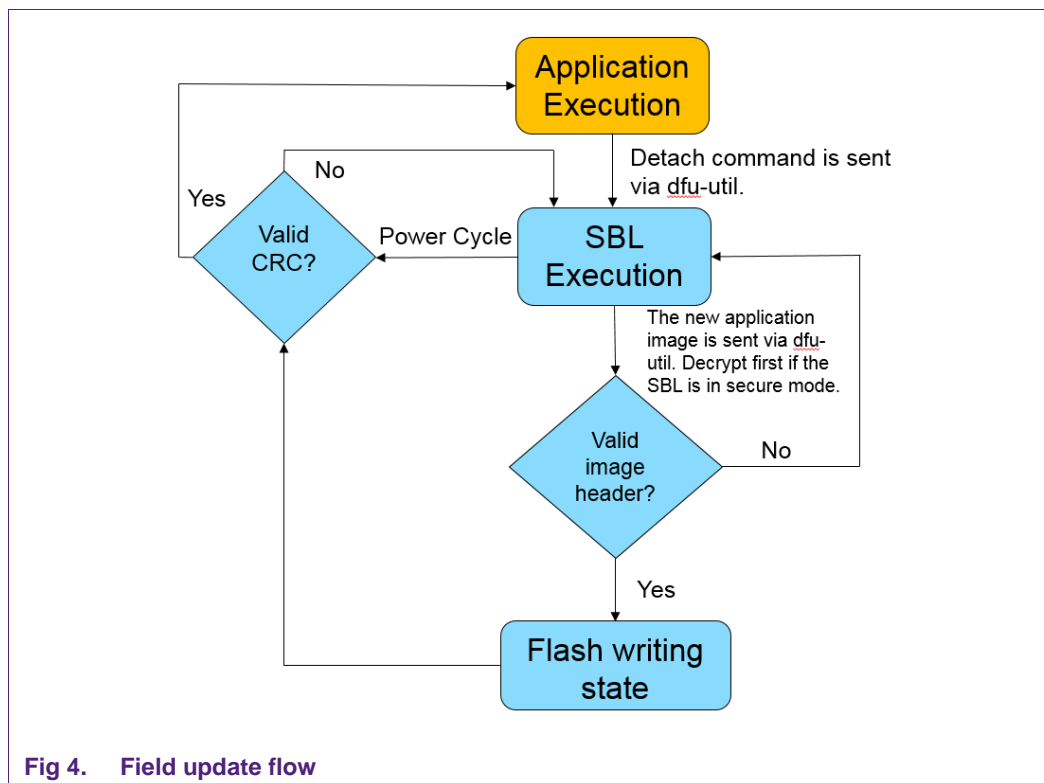 Application
Execution
Detach command is sent
via dfu-util.
No
Yes
Valid
CRC?
Power Cycle
SBL
Execution
The new application
image is sent via dfu-
util. Decrypt first if the
SBL is in secure mode.
Valid
image
header?
No
Yes
Flash writing
state
Fig 4. Field update flow